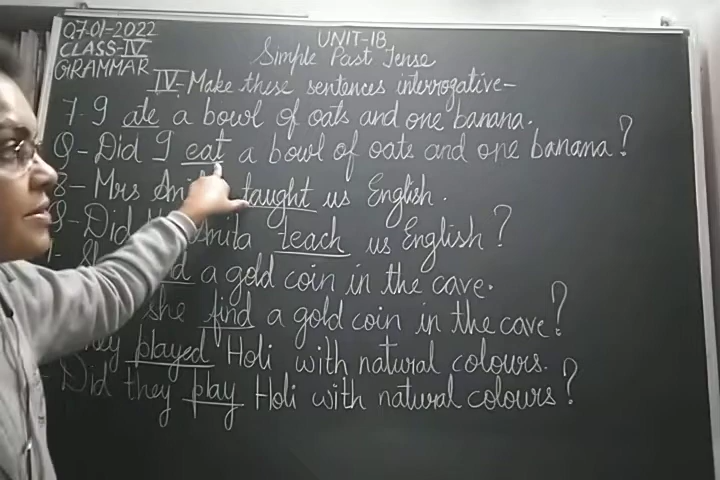 07-01-2022
CLASS-IV
GRAMMAR
UNIT-1B
Simple Past Tense
IV- Make these sentences interrogative-
7. I ate a bowl of oats and one banana.
Q- Did I eat a bowl of oats and one banana?
8- Mrs taught us English.
Q- Did Anita teach us English?
a gold coin in the cave.
she find a gold coin in the cave?
played Holi with natural colours.
Did they play Holi with natural colours?